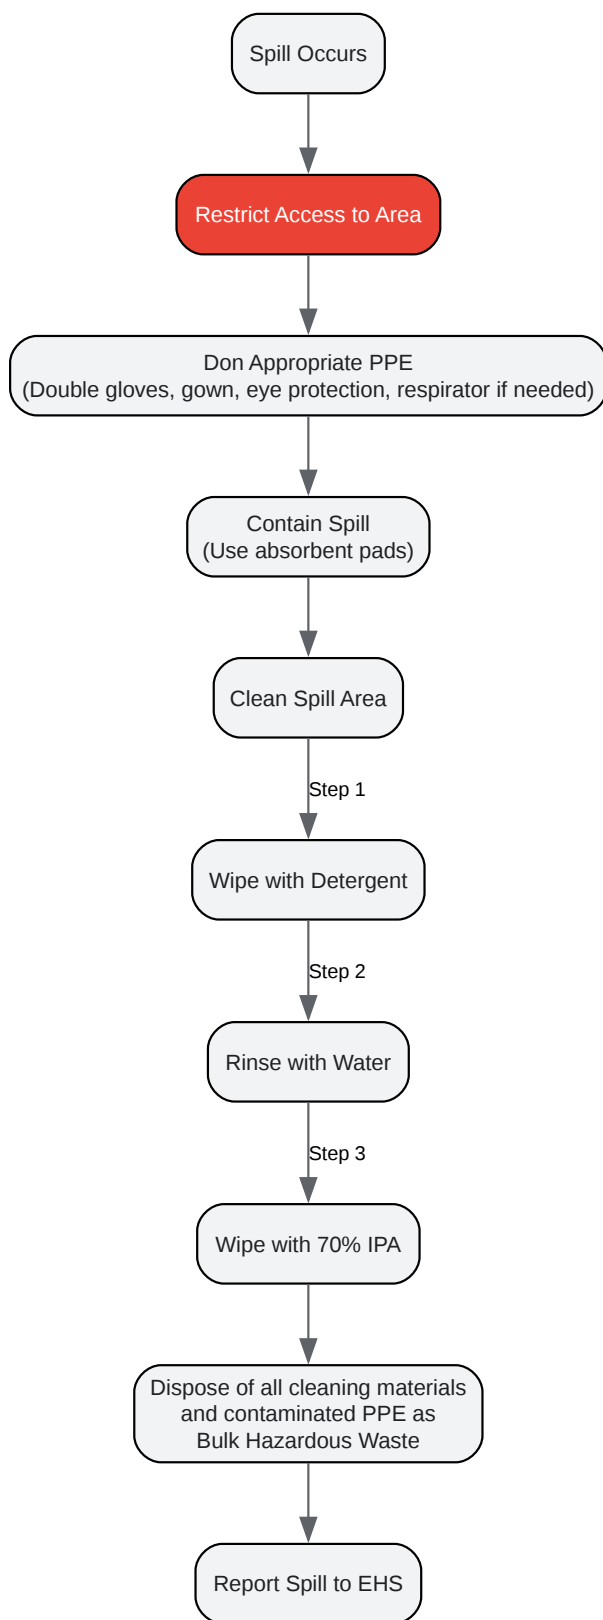 Spill Occurs
Restrict Access to Area
Don Appropriate PPE
(Double gloves, gown, eye protection, respirator if needed)
Contain Spill
(Use absorbent pads)
Clean Spill Area
Step 1
Wipe with Detergent
Step 2
Rinse with Water
Step 3
Wipe with 70% IPA
Dispose of all cleaning materials
and contaminated PPE as
Bulk Hazardous Waste
Report Spill to EHS